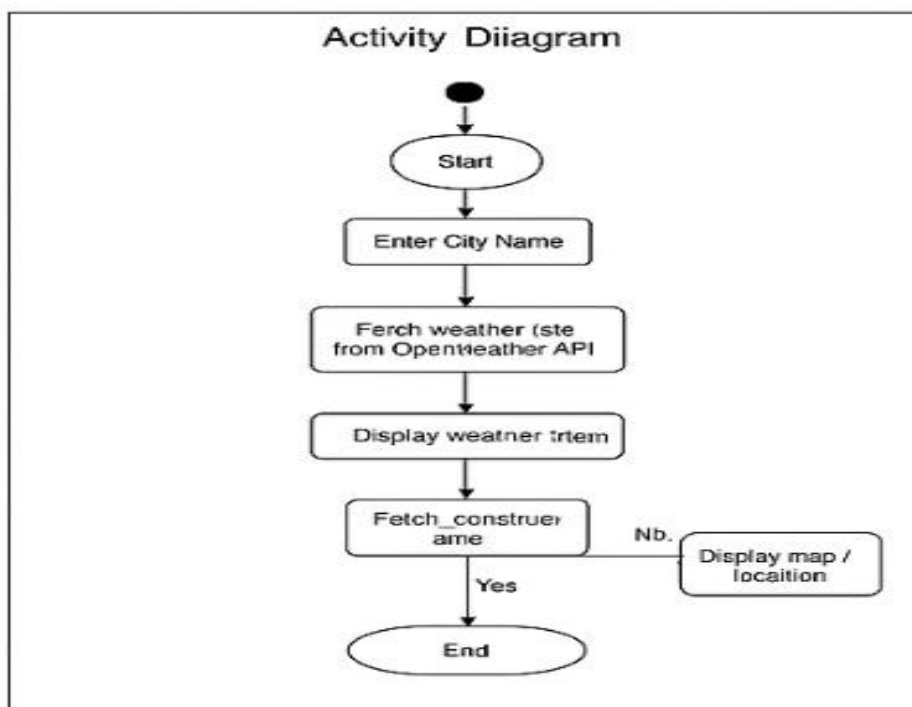 Activity Diiagram
Start
Enter City Name
Ferch weather (ste
from Openweather API
Display weatner trtem
Fetch_construer
ame
Nb.
Display map /
locaition
Yes
End